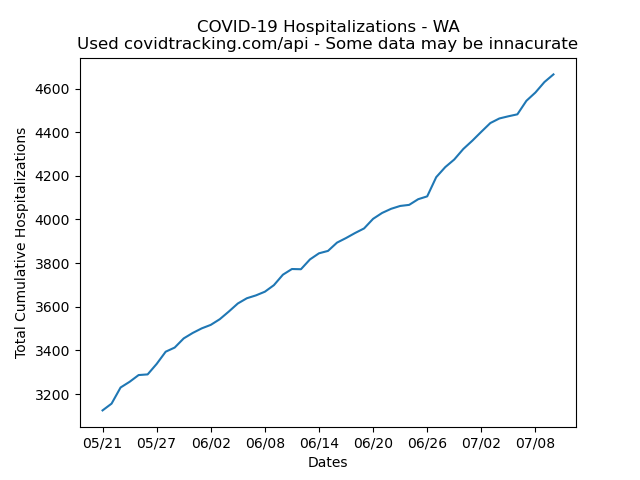 COVID-19 Hospitalizations - WA
Used covidtracking.com/api - Some data may be innacurate
Total Cumulative Hospitalizations
4600
4400
4200
4000
3800
3600
3400
3200
05/21 05/27 06/02 06/08 06/14 06/20 06/26 07/02 07/08
Dates